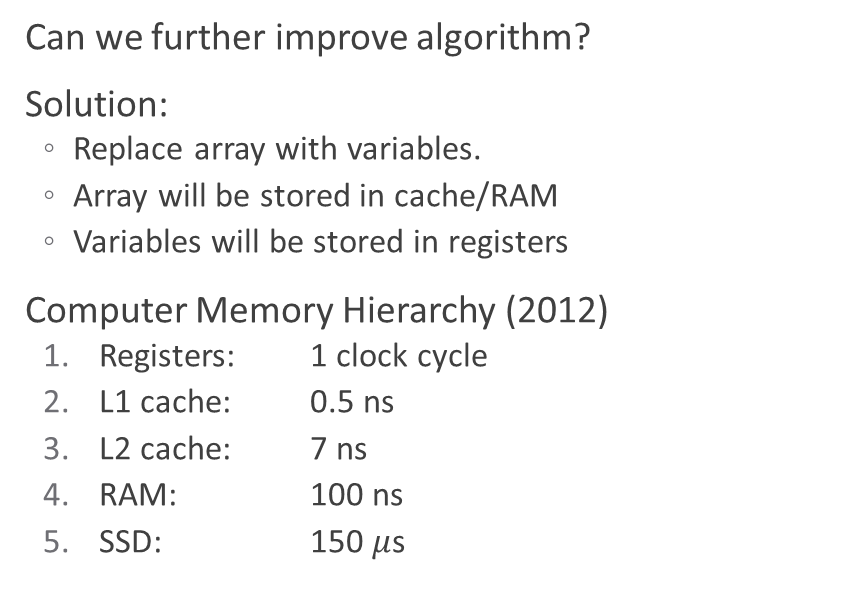 Can we further improve algorithm?
Solution:
◦ Replace array with variables.
◦ Array will be stored in cache/RAM
◦ Variables will be stored in registers
Computer Memory Hierarchy (2012)
1. Registers: 1 clock cycle
2. L1 cache: 0.5 ns
3. L2 cache: 7 ns
4. RAM: 100 ns
5. SSD: 150 μs